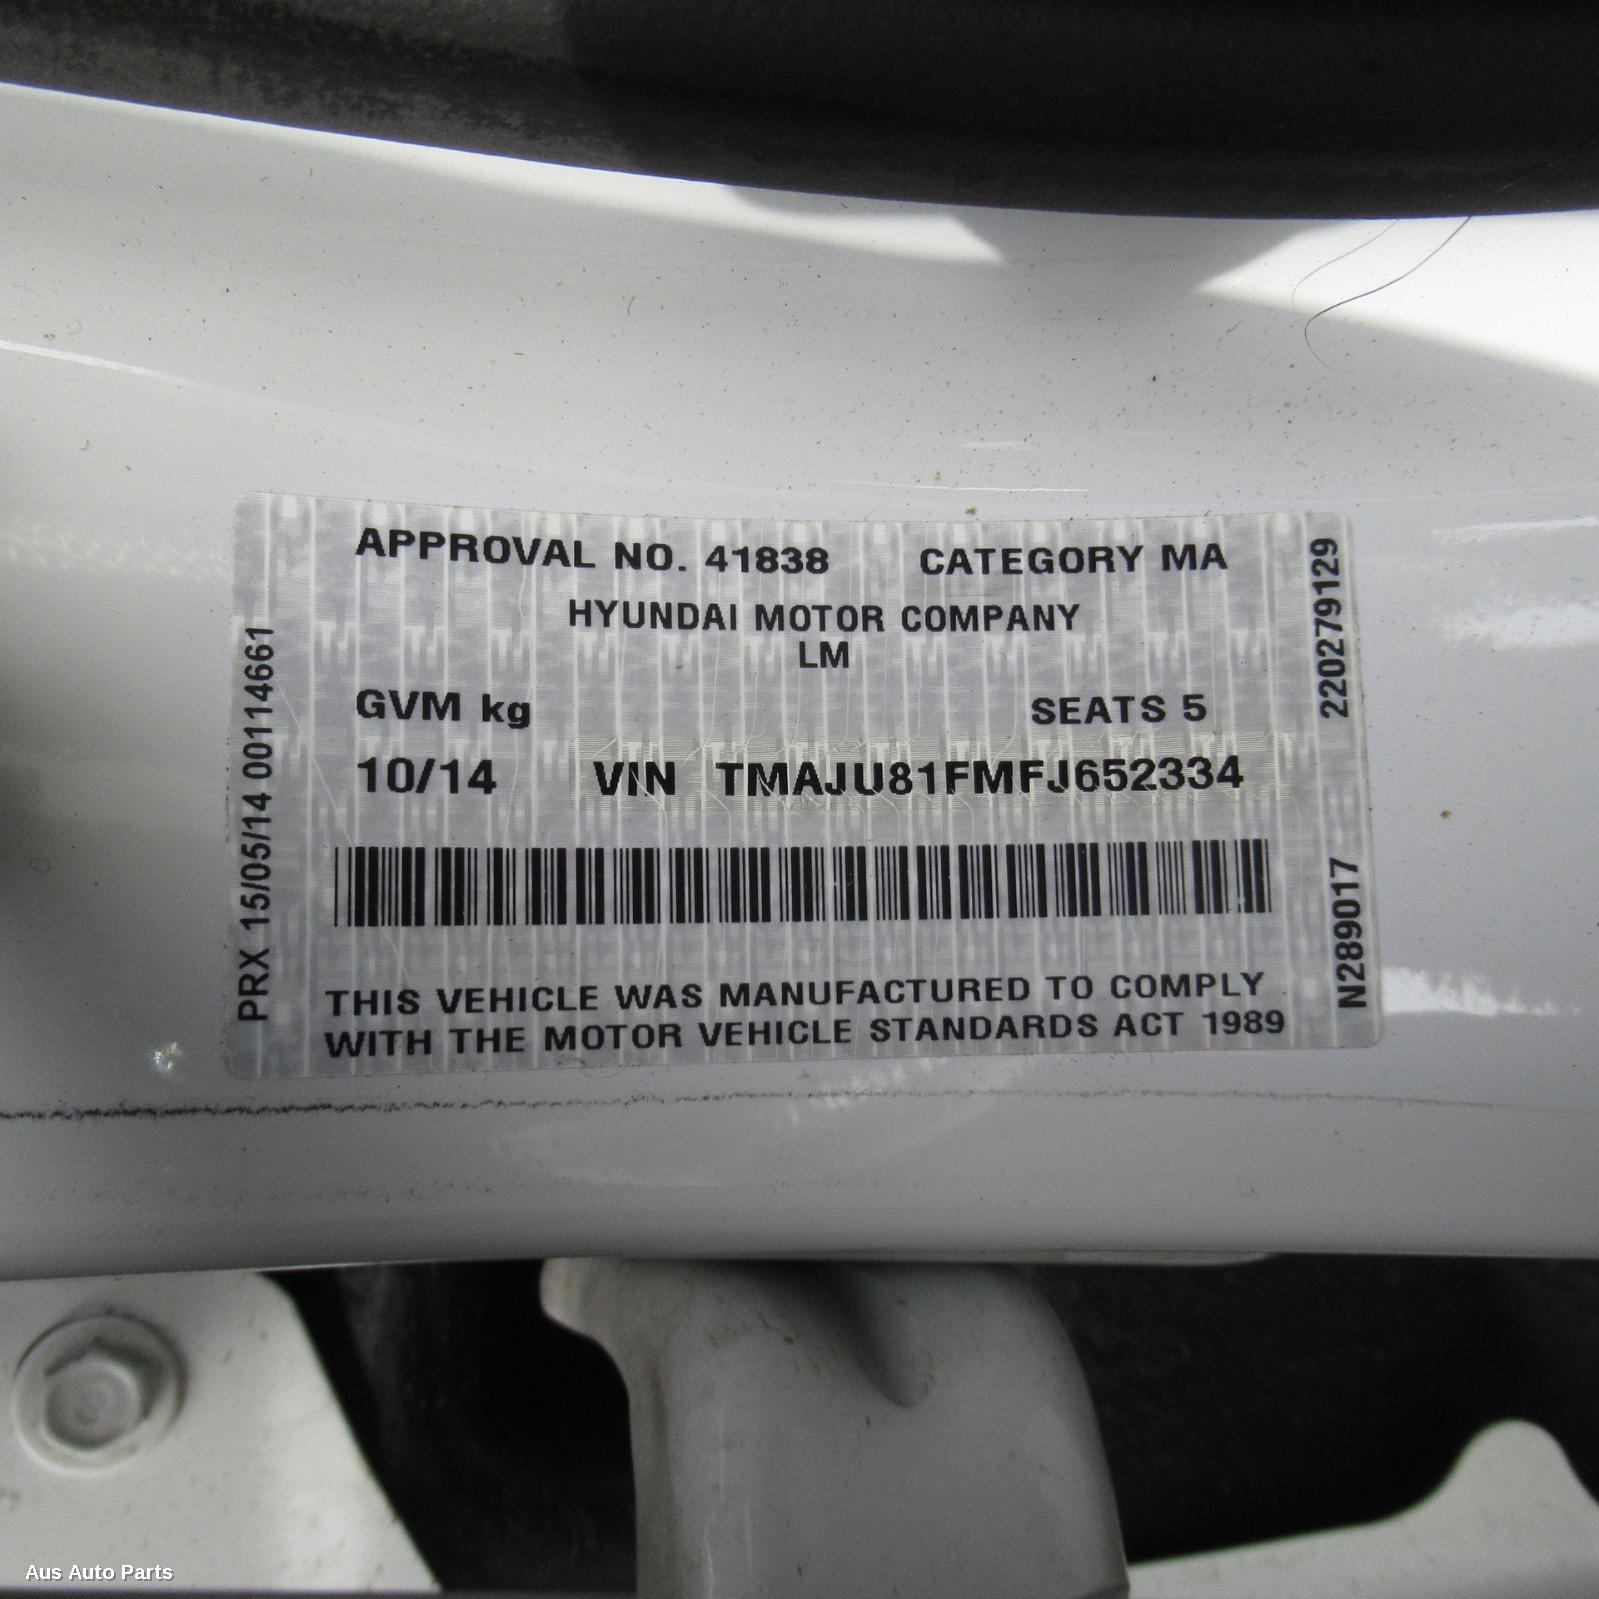 APPROVAL NO. 41838 CATEGORY MA
HYUNDAI MOTOR COMPANY
LM
GVM kg SEATS 5
10/14 VIN TMAJU81FMFJ652334
THIS VEHICLE WAS MANUFACTURED TO COMPLY
WITH THE MOTOR VEHICLE STANDARDS ACT 1989
PRX 15/05/14 00114661
N289017 220279129
Aus Auto Parts